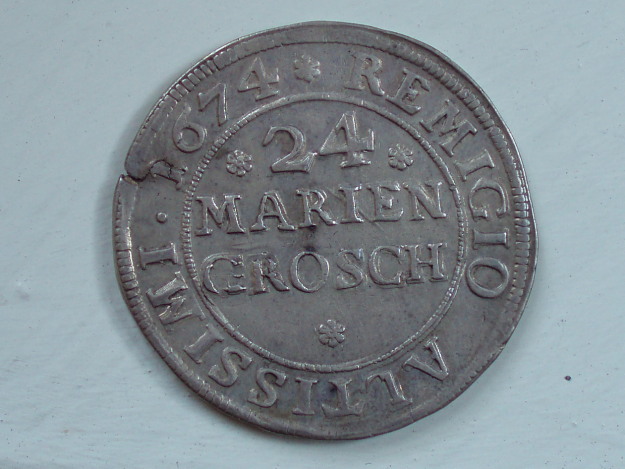 REMIGIO ALTISSIMI · 1674
24
MARIEN
GROSCH